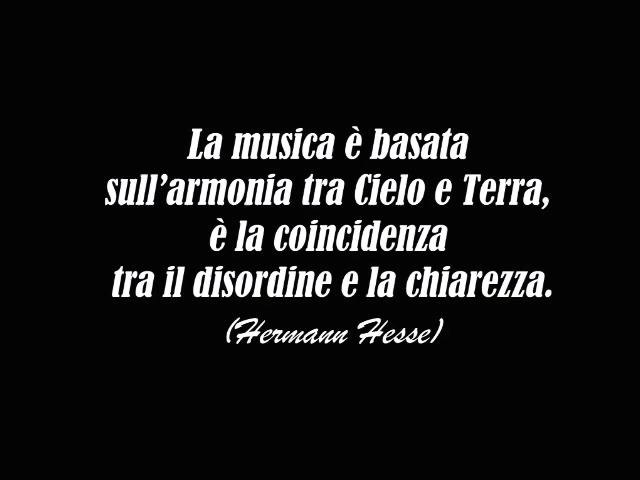 La musica è basata
sull'armonia tra Cielo e Terra,
è la coincidenza
tra il disordine e la chiarezza.
(Hermann Hesse)